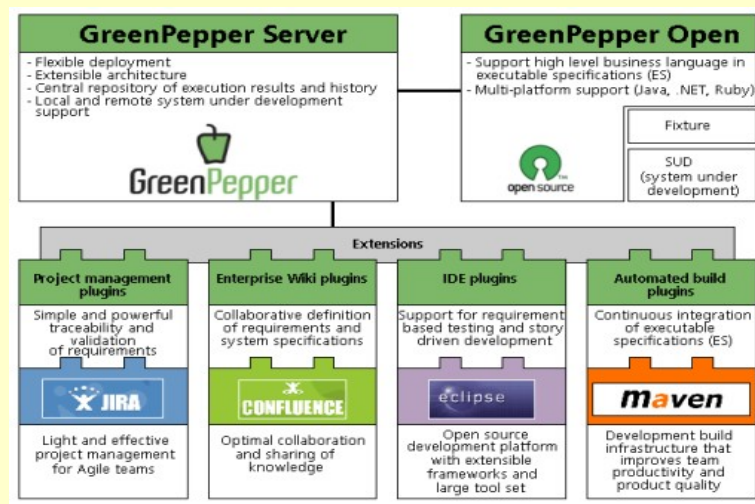 GreenPepper Server
- Flexible deployment
- Extensible architecture
- Central repository of execution results and history
- Local and remote system under development
support
GreenPepper
GreenPepper Open
- Support high level business language in
executable specifications (ES)
- Multi-platform support (Java, .NET, Ruby)
open source
TM
Fixture
SUD
(system under
development)
Extensions
Project management
plugins
Simple and powerful
traceability and
validation
of requirements
JIRA
Light and effective
project management
for Agile teams
Enterprise Wiki plugins
Collaborative definition
of requirements and
system specifications
CONFLUENCE
Optimal collaboration
and sharing of
knowledge
IDE plugins
Support for requirement
based testing and story
driven development
eclipse
Open source
development platform
with extensible
frameworks and
large tool set
Automated build
plugins
Continuous integration
of executable
specifications (ES)
maven
Development build
infrastructure that
improves team
productivity and
product quality